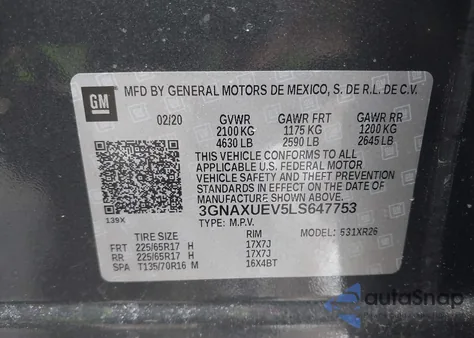 GM
MFD BY GENERAL MOTORS DE MEXICO, S. DE R.L. DE C.V.
02/20 GVWR GAWR FRT GAWR RR
2100 KG 1175 KG 1200 KG
4630 LB 2590 LB 2645 LB
THIS VEHICLE CONFORMS TO ALL
APPLICABLE U.S. FEDERAL MOTOR
VEHICLE SAFETY AND THEFT
PREVENTION STANDARDS IN EFFECT ON
THE DATE OF MANUFACTURE SHOWN ABOVE.
3GNAXUEV5LS647753
139X TYPE: M.P.V. MODEL: 531XR26
TIRE SIZE RIM
FRT 225/65R17 H 17X7J
RR 225/65R17 H 17X7J
SPA T135/70R16 M 16X4BT
autoSnap